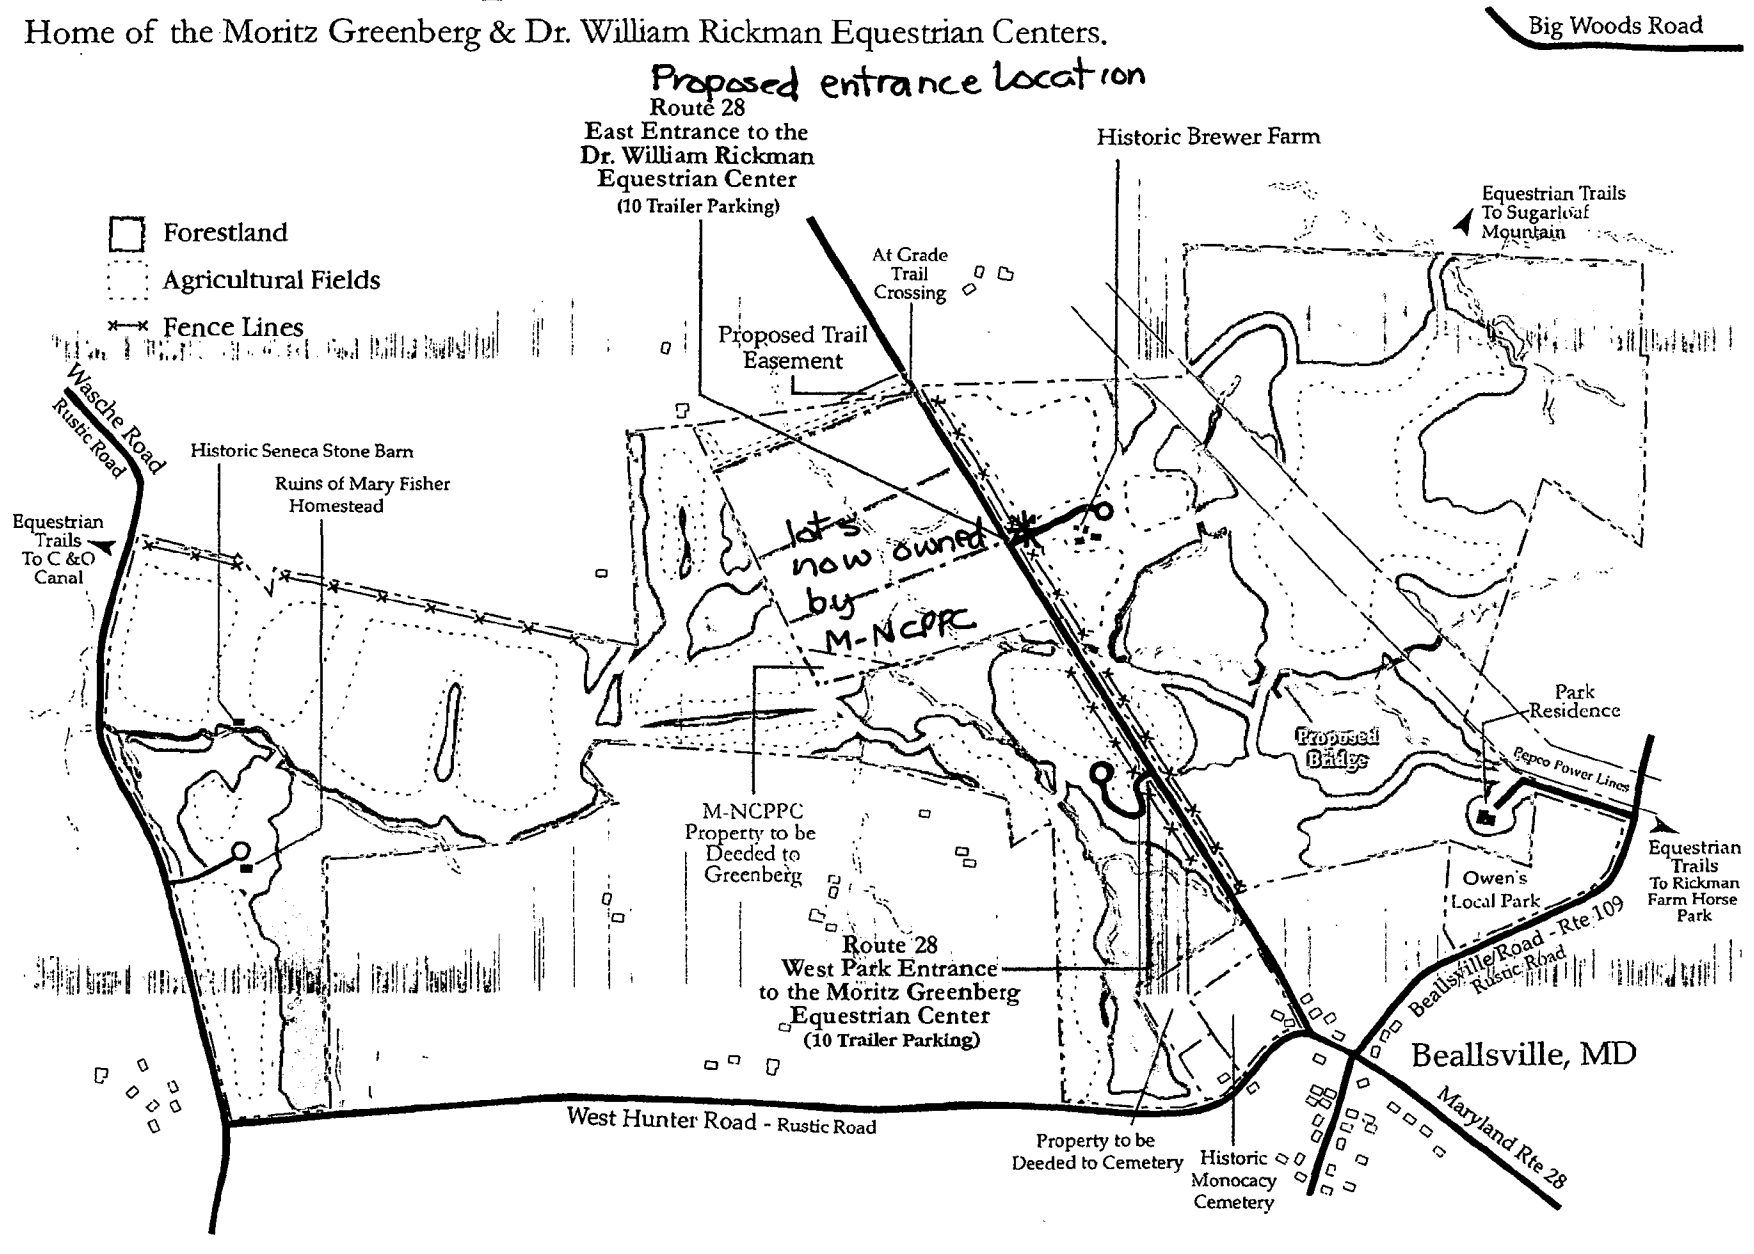 Home of the Moritz Greenberg & Dr. William Rickman Equestrian Centers.
Big Woods Road
Proposed entrance Location
Route 28
East Entrance to the
Dr. William Rickman
Equestrian Center
(10 Trailer Parking)
Historic Brewer Farm
Equestrian Trails
To Sugarloaf
Mountain
Forestland
Agricultural Fields
Fence Lines
At Grade
Trail
Crossing
Proposed Trail
Easement
Wasche Road
Rustic Road
Historic Seneca Stone Barn
Ruins of Mary Fisher
Homestead
Equestrian
Trails
To C & O
Canal
lots
now owned
by
M-NCPPC
Park
Residence
Proposed
Bridge
Pepco Power Lines
M-NCPPC
Property to be
Deeded to
Greenberg
Equestrian
Trails
To Rickman
Farm Horse
Park
Owen's
Local Park
Beallsville Road - Rte 109
Rustic Road
Route 28
West Park Entrance
to the Moritz Greenberg
Equestrian Center
(10 Trailer Parking)
Beallsville, MD
Maryland Rte 28
West Hunter Road - Rustic Road
Property to be
Deeded to Cemetery
Historic
Monocacy
Cemetery